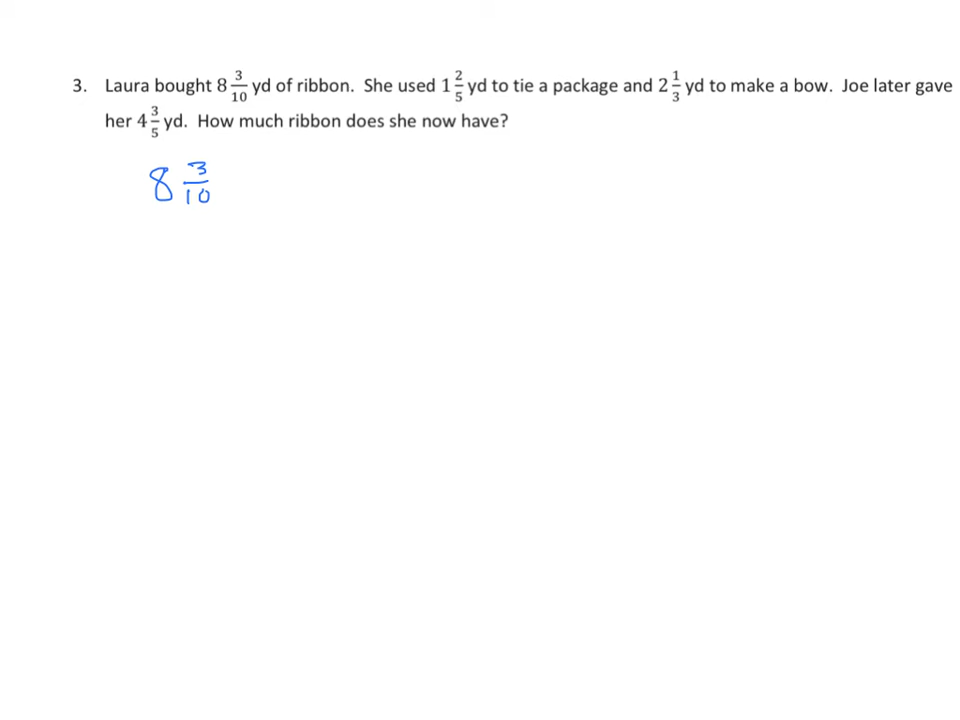 3. Laura bought 8 3/10 yd of ribbon. She used 1 2/5 yd to tie a package and 2 1/3 yd to make a bow. Joe later gave
her 4 3/5 yd. How much ribbon does she now have?
8 3/10